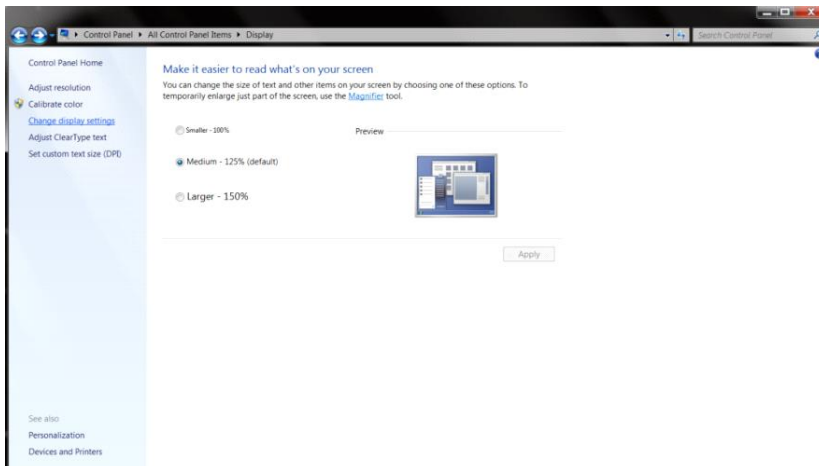 Control Panel ▸ All Control Panel Items ▸ Display
Search Control Panel
Control Panel Home
Adjust resolution
Calibrate color
Change display settings
Adjust ClearType text
Set custom text size (DPI)
Make it easier to read what's on your screen
You can change the size of text and other items on your screen by choosing one of these options. To
temporarily enlarge just part of the screen, use the Magnifier tool.
Smaller - 100%
Preview
Medium - 125% (default)
Larger - 150%
Apply
See also
Personalization
Devices and Printers